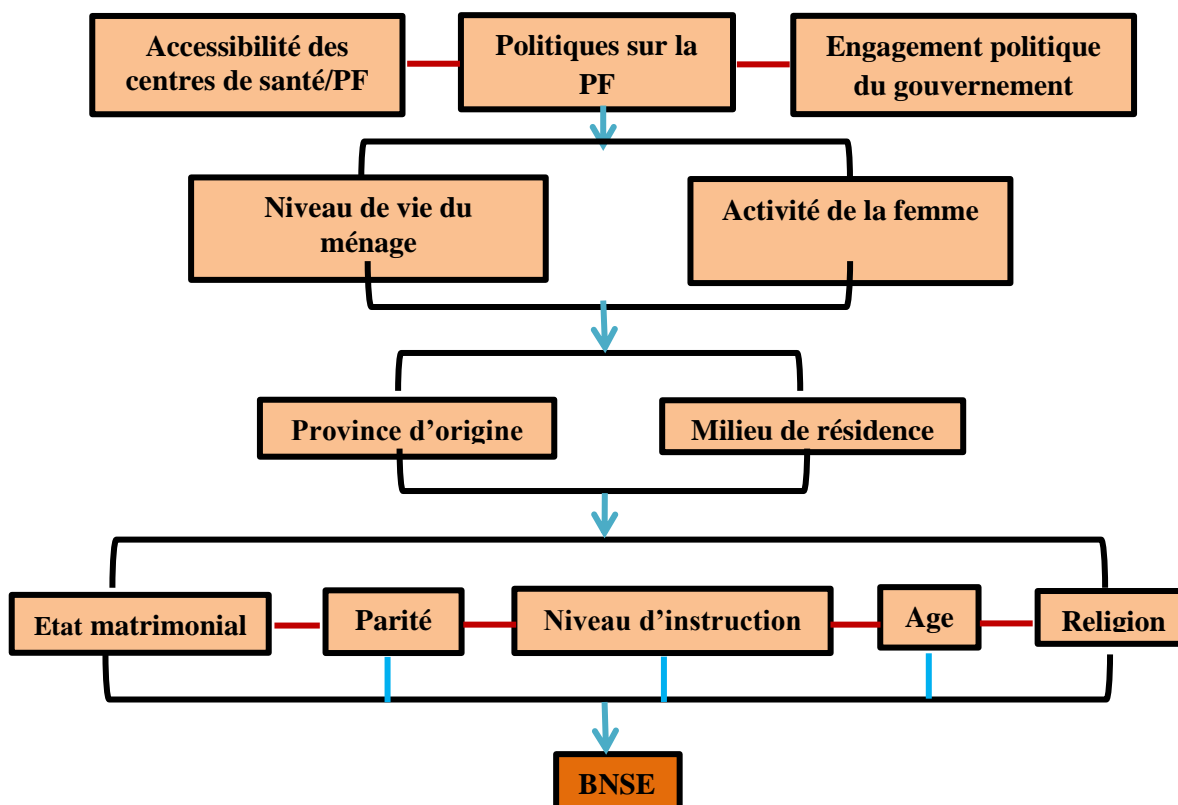 Accessibilité des
centres de santé/PF
Politiques sur la
PF
Engagement politique
du gouvernement
Niveau de vie du
ménage
Activité de la femme
Province d’origine
Milieu de résidence
Etat matrimonial
Parité
Niveau d’instruction
Age
Religion
BNSE